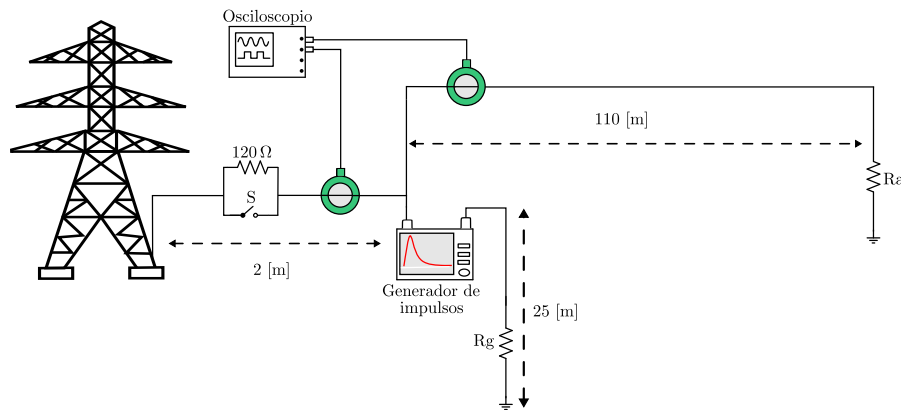 Osciloscopio
110 [m]
120 Ω
S
Ra
2 [m]
Generador de
impulsos
25 [m]
Rg